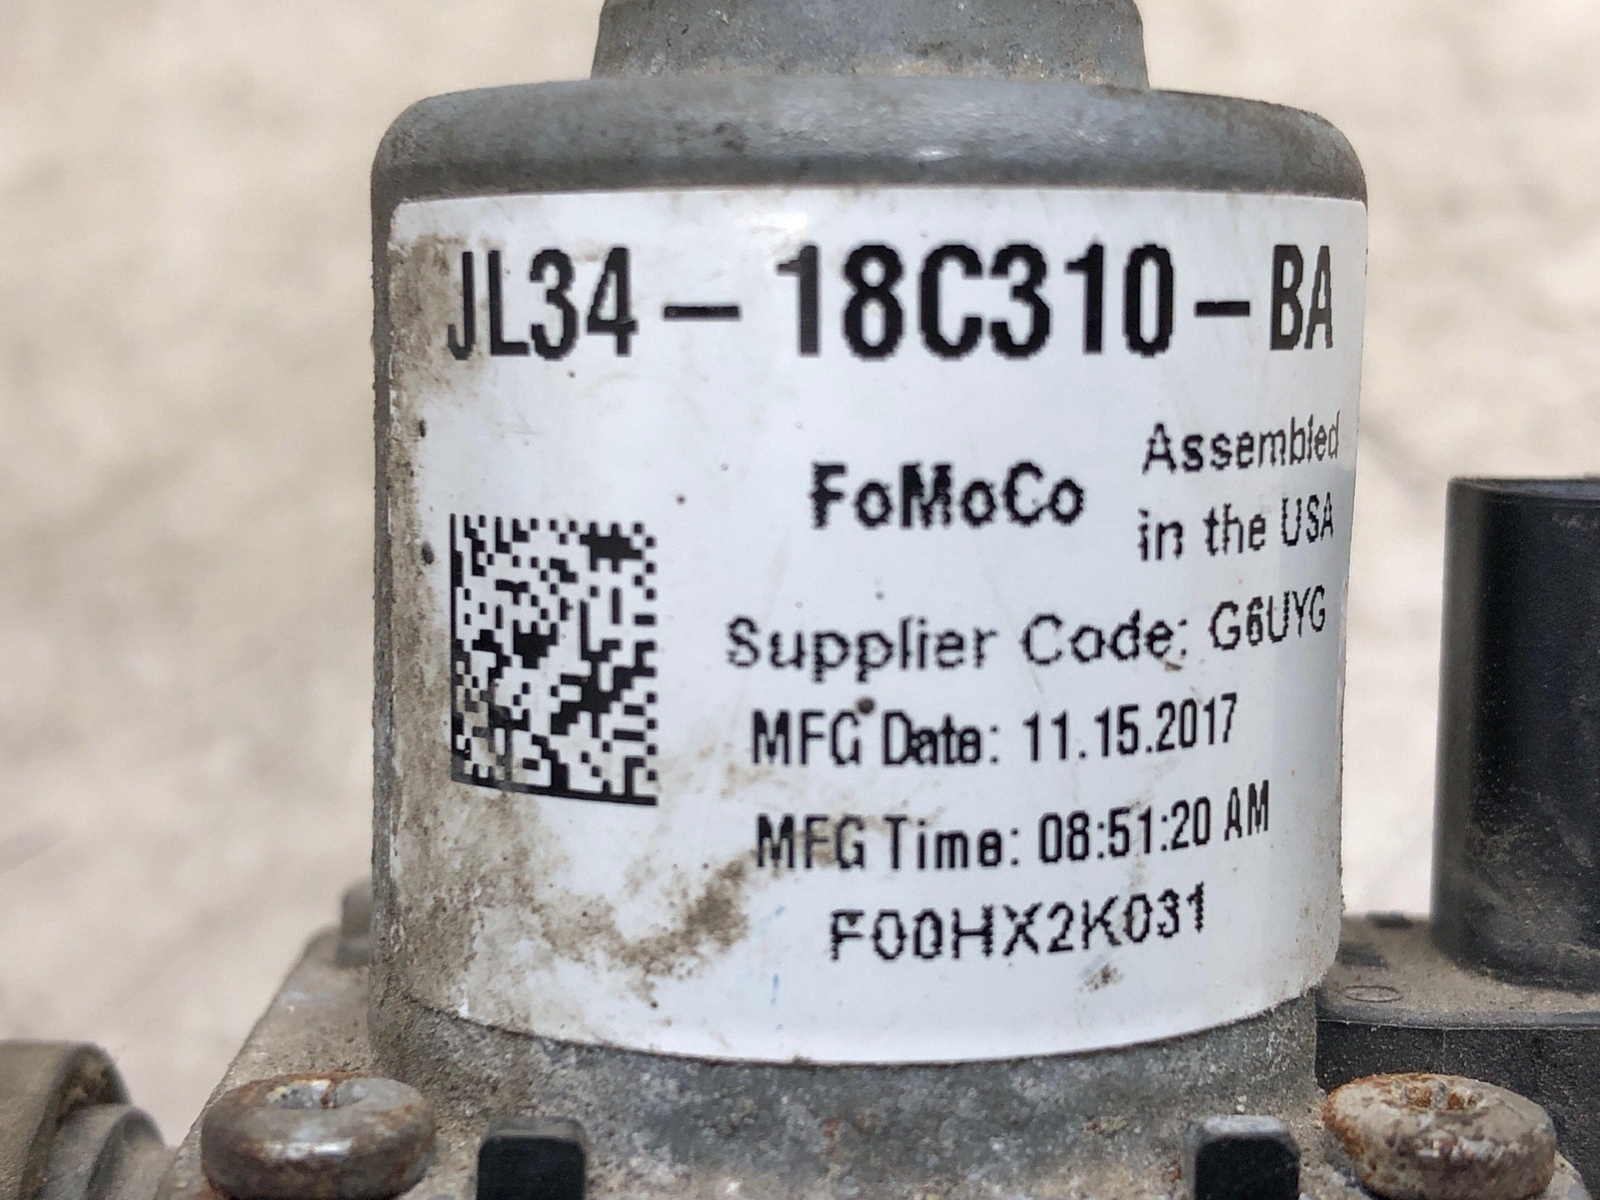 JL34-18C310-BA
FoMoCo
Assembled
in the USA
Supplier Code: G6UYG
MFG Date: 11.15.2017
MFG Time: 08:51:20 AM
F00HX2K031